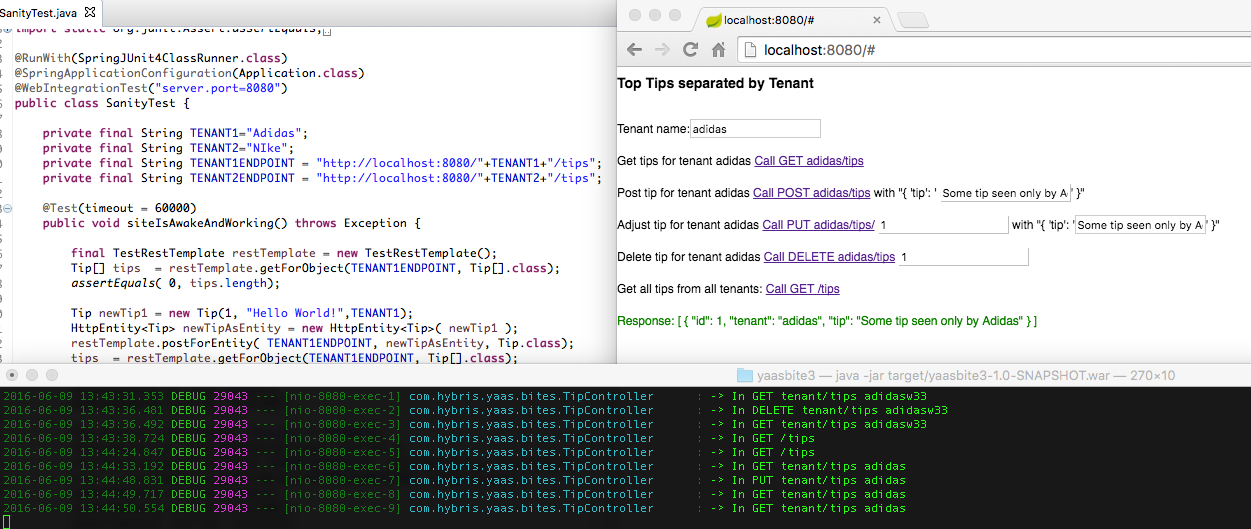 SanityTest.java
import static org.junit.Assert.assertEquals;
@RunWith(SpringJUnit4ClassRunner.class)
@SpringApplicationConfiguration(Application.class)
@WebIntegrationTest("server.port=8080")
public class SanityTest {
private final String TENANT1="Adidas";
private final String TENANT2="NIke";
private final String TENANT1ENDPOINT = "http://localhost:8080/"+TENANT1+"/tips";
private final String TENANT2ENDPOINT = "http://localhost:8080/"+TENANT2+"/tips";
@Test(timeout = 60000)
public void siteIsAwakeAndWorking() throws Exception {
final TestRestTemplate restTemplate = new TestRestTemplate();
Tip[] tips  = restTemplate.getForObject(TENANT1ENDPOINT, Tip[].class);
assertEquals( 0, tips.length);
Tip newTip1 = new Tip(1, "Hello World!",TENANT1);
HttpEntity<Tip> newTipAsEntity = new HttpEntity<Tip>( newTip1 );
restTemplate.postForEntity( TENANT1ENDPOINT, newTipAsEntity, Tip.class);
tips  = restTemplate.getForObject(TENANT1ENDPOINT, Tip[].class);
localhost:8080/#
localhost:8080/#
Top Tips separated by Tenant
Tenant name: adidas
Get tips for tenant adidas Call GET adidas/tips
Post tip for tenant adidas Call POST adidas/tips with "{ 'tip': ' Some tip seen only by A ' }"
Adjust tip for tenant adidas Call PUT adidas/tips/ 1 with "{ 'tip': ' Some tip seen only by A ' }"
Delete tip for tenant adidas Call DELETE adidas/tips 1
Get all tips from all tenants: Call GET /tips
Response: [ { "id": 1, "tenant": "adidas", "tip": "Some tip seen only by Adidas" } ]
yaasbite3 — java -jar target/yaasbite3-1.0-SNAPSHOT.war — 270×10
2016-06-09 13:43:31.353 DEBUG 29043 --- [nio-8080-exec-1] com.hybris.yaas.bites.TipController : -> In GET tenant/tips adidasw33
2016-06-09 13:43:36.481 DEBUG 29043 --- [nio-8080-exec-2] com.hybris.yaas.bites.TipController : -> In DELETE tenant/tips adidasw33
2016-06-09 13:43:36.492 DEBUG 29043 --- [nio-8080-exec-3] com.hybris.yaas.bites.TipController : -> In GET tenant/tips adidasw33
2016-06-09 13:43:38.724 DEBUG 29043 --- [nio-8080-exec-4] com.hybris.yaas.bites.TipController : -> In GET /tips
2016-06-09 13:44:24.847 DEBUG 29043 --- [nio-8080-exec-5] com.hybris.yaas.bites.TipController : -> In GET /tips
2016-06-09 13:44:33.192 DEBUG 29043 --- [nio-8080-exec-6] com.hybris.yaas.bites.TipController : -> In GET tenant/tips adidas
2016-06-09 13:44:48.831 DEBUG 29043 --- [nio-8080-exec-7] com.hybris.yaas.bites.TipController : -> In PUT tenant/tips adidas
2016-06-09 13:44:49.717 DEBUG 29043 --- [nio-8080-exec-8] com.hybris.yaas.bites.TipController : -> In GET tenant/tips adidas
2016-06-09 13:44:50.554 DEBUG 29043 --- [nio-8080-exec-9] com.hybris.yaas.bites.TipController : -> In GET tenant/tips adidas